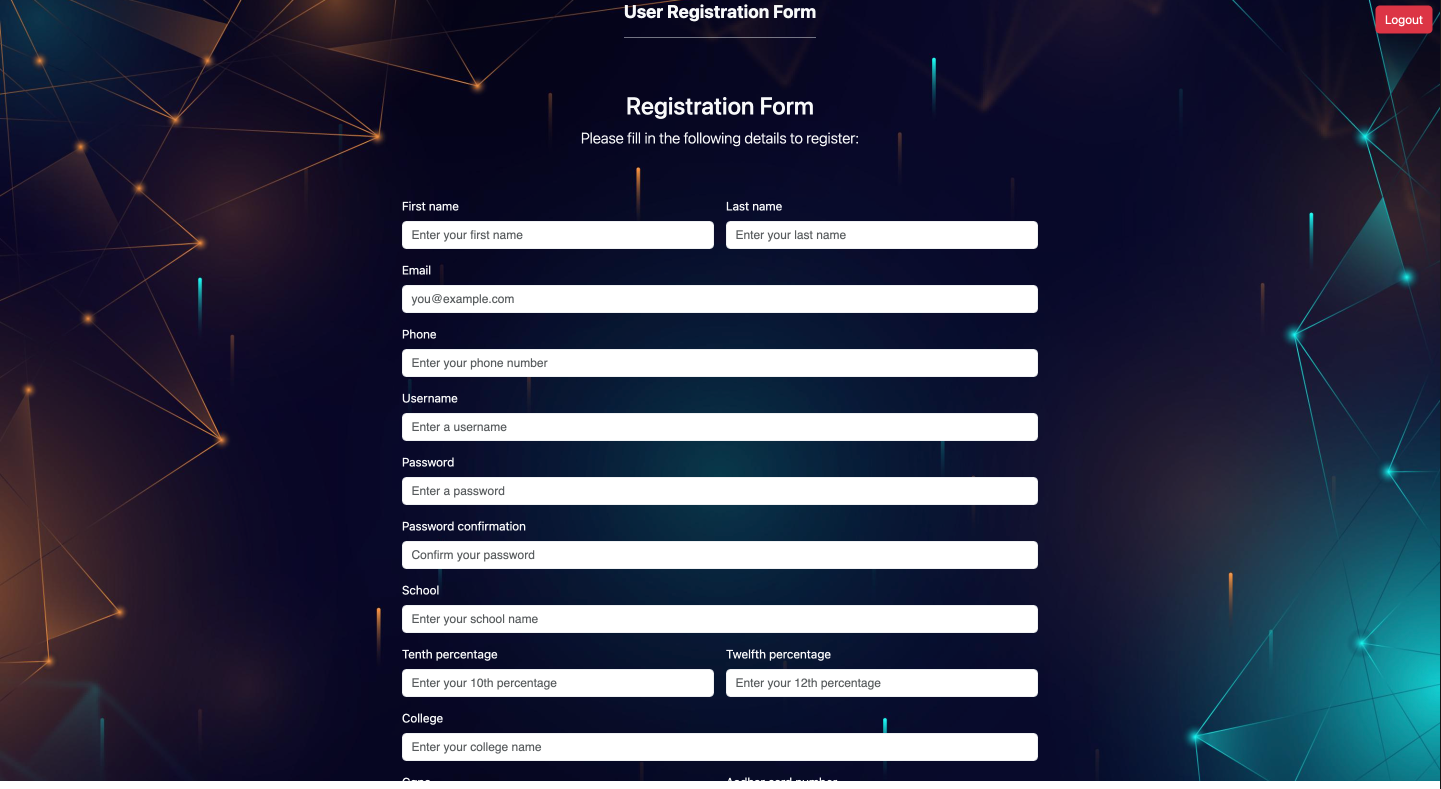 User Registration Form
Logout
Registration Form
Please fill in the following details to register:
First name
Last name
Enter your first name
Enter your last name
Email
you@example.com
Phone
Enter your phone number
Username
Enter a username
Password
Enter a password
Password confirmation
Confirm your password
School
Enter your school name
Tenth percentage
Twelfth percentage
Enter your 10th percentage
Enter your 12th percentage
College
Enter your college name